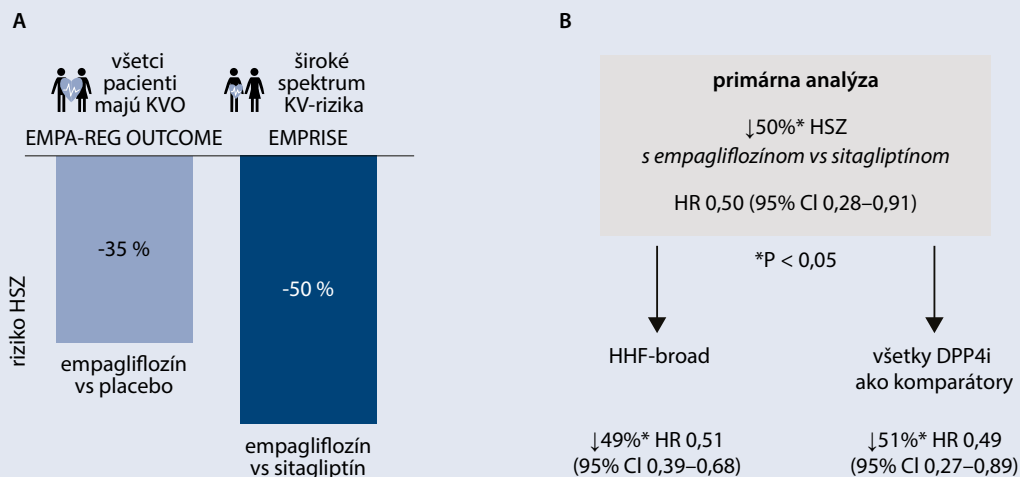 A
všetci
pacienti
majú KVO
široké
spektrum
KV-rizika
EMPA-REG OUTCOME
EMPRISE
riziko HSZ
-35 %
-50 %
empagliflozín
vs placebo
empagliflozín
vs sitagliptín
B
primárna analýza
↓50%* HSZ
s empagliflozínom vs sitagliptínom
HR 0,50 (95% Cl 0,28–0,91)
*P < 0,05
HHF-broad
všetky DPP4i
ako komparátory
↓49%* HR 0,51
(95% Cl 0,39–0,68)
↓51%* HR 0,49
(95% Cl 0,27–0,89)